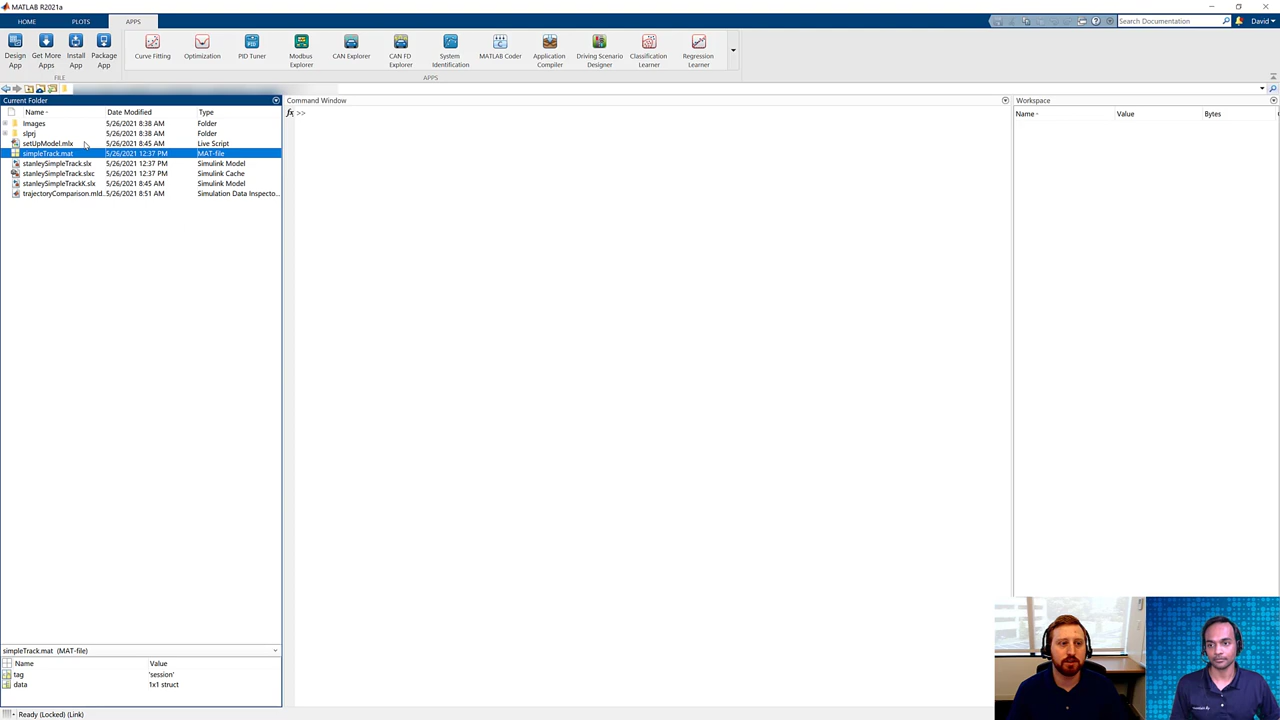 MATLAB R2021a
HOME PLOTS APPS Search Documentation David
Design App
Get More Apps
Install App
Package App
Curve Fitting
Optimization
PID Tuner
Modbus Explorer
CAN Explorer
CAN FD Explorer
System Identification
MATLAB Coder
Application Compiler
Driving Scenario Designer
Classification Learner
Regression Learner
FILE APPS
Current Folder
Name Date Modified Type
Images 5/26/2021 8:38 AM Folder
slprj 5/26/2021 8:38 AM Folder
setUpModel.mlx 5/26/2021 8:45 AM Live Script
simpleTrack.mat 5/26/2021 12:37 PM MAT-file
stanleySimpleTrack.slx 5/26/2021 12:37 PM Simulink Model
stanleySimpleTrack.slxc 5/26/2021 12:37 PM Simulink Cache
stanleySimpleTrackK.slx 5/26/2021 8:45 AM Simulink Model
trajectoryComparison.mld... 5/26/2021 8:51 AM Simulation Data Inspecto...
Command Window
fx >>
Workspace
Name Value Bytes
simpleTrack.mat (MAT-file)
Name Value
tag 'session'
data 1x1 struct
Ready (Locked) (Link)